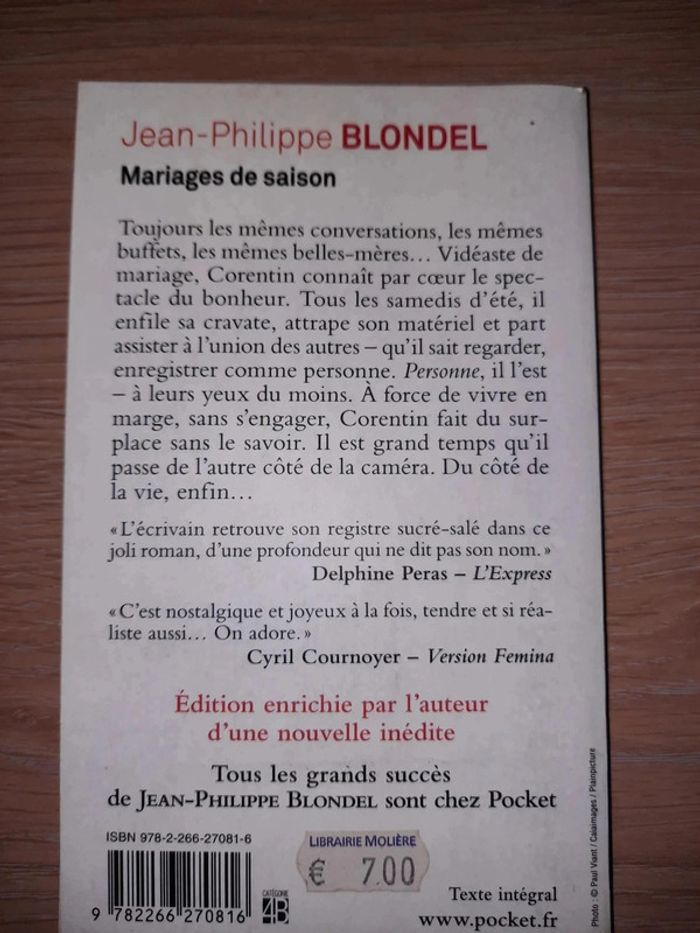 Jean-Philippe BLONDEL
Mariages de saison
Toujours les mêmes conversations, les mêmes
buffets, les mêmes belles-mères... Vidéaste de
mariage, Corentin connaît par cœur le spec-
tacle du bonheur. Tous les samedis d'été, il
enfile sa cravate, attrape son matériel et part
assister à l'union des autres – qu'il sait regarder,
enregistrer comme personne. Personne, il l'est
– à leurs yeux du moins. À force de vivre en
marge, sans s'engager, Corentin fait du sur-
place sans le savoir. Il est grand temps qu'il
passe de l'autre côté de la caméra. Du côté de
la vie, enfin...
« L'écrivain retrouve son registre sucré-salé dans ce
joli roman, d'une profondeur qui ne dit pas son nom. »
Delphine Peras – L'Express
« C'est nostalgique et joyeux à la fois, tendre et si réa-
liste aussi... On adore. »
Cyril Cournoyer – Version Femina
Édition enrichie par l'auteur
d'une nouvelle inédite
Tous les grands succès
de JEAN-PHILIPPE BLONDEL sont chez Pocket
ISBN 978-2-266-27081-6
9 782266 270816
CATÉGORIE
4B
LIBRAIRIE MOLIÈRE
€ 7.00
Texte intégral
www.pocket.fr
Photo : © Paul Viant / Caiaimages / Plainpicture